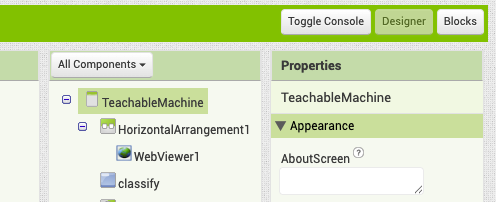 Toggle Console Designer Blocks
All Components
TeachableMachine
HorizontalArrangement1
WebViewer1
classify
Properties
TeachableMachine
Appearance
AboutScreen ?